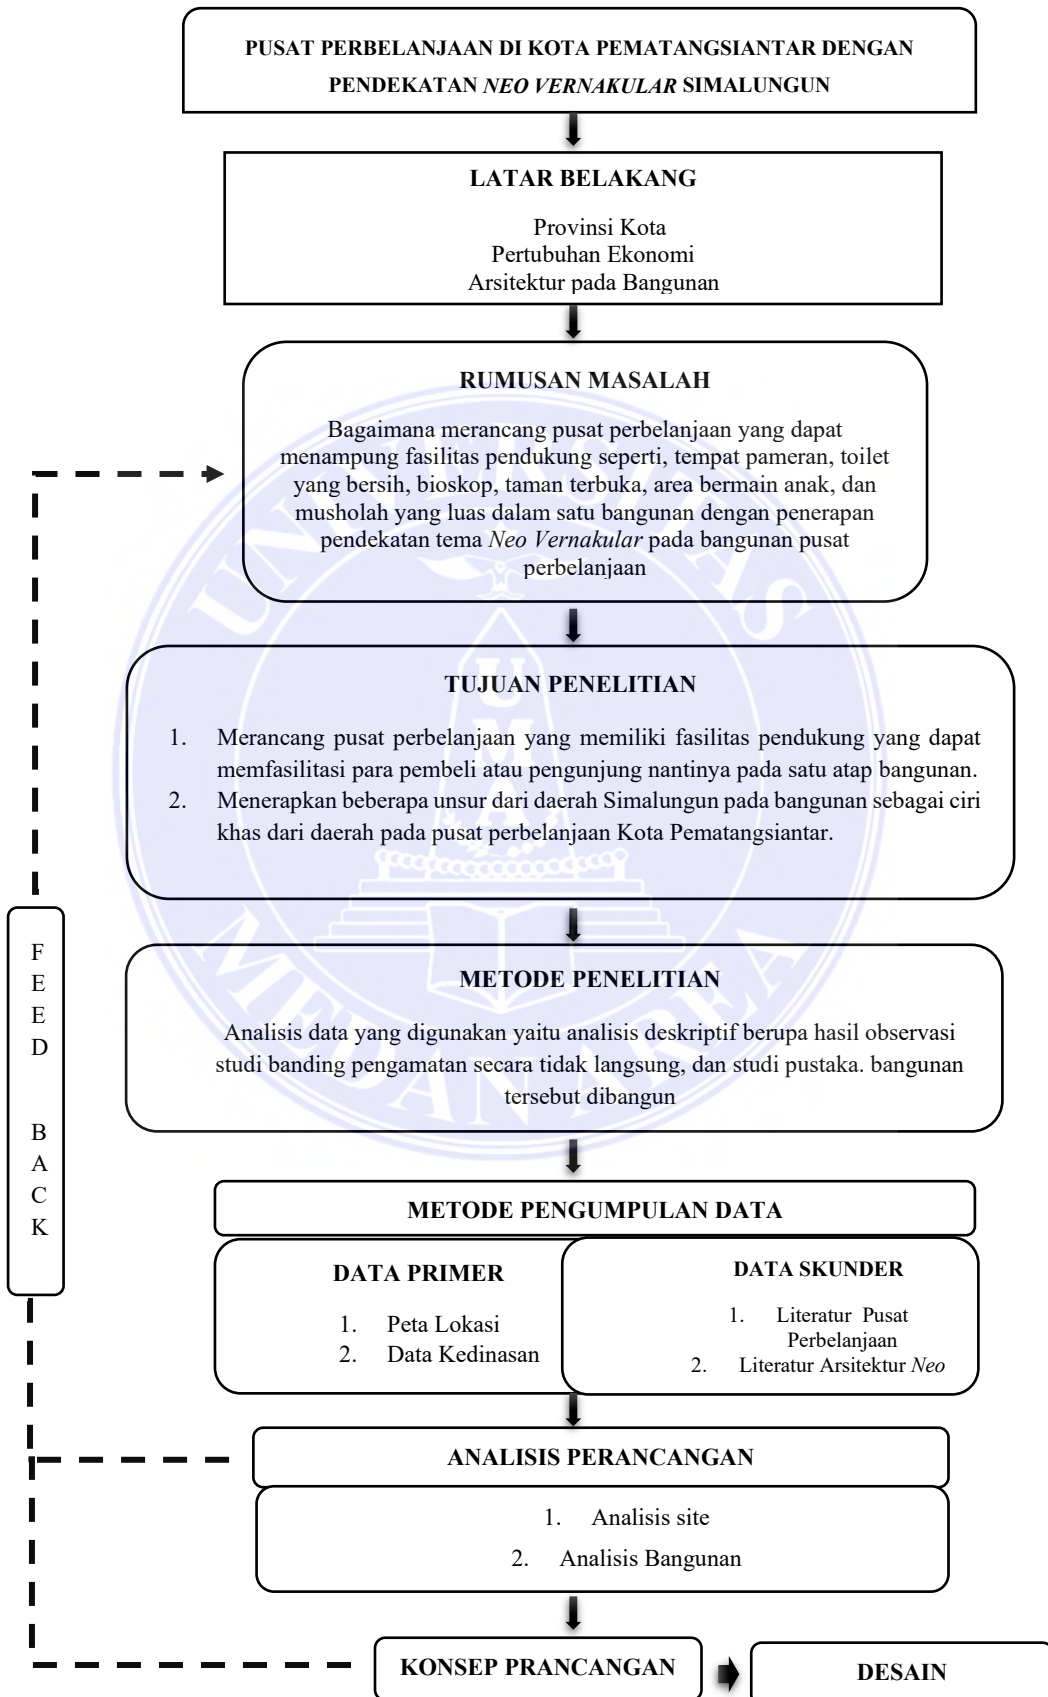 PUSAT PERBELANJAAN DI KOTA PEMATANGSIANTAR DENGAN
PENDEKATAN NEO VERNAKULAR SIMALUNGUN
LATAR BELAKANG
Provinsi Kota
Pertubuhan Ekonomi
Arsitektur pada Bangunan
RUMUSAN MASALAH
Bagaimana merancang pusat perbelanjaan yang dapat
menampung fasilitas pendukung seperti, tempat pameran, toilet
yang bersih, bioskop, taman terbuka, area bermain anak, dan
musholah yang luas dalam satu bangunan dengan penerapan
pendekatan tema Neo Vernakular pada bangunan pusat
perbelanjaan
TUJUAN PENELITIAN
1. Merancang pusat perbelanjaan yang memiliki fasilitas pendukung yang dapat
memfasilitasi para pembeli atau pengunjung nantinya pada satu atap bangunan.
2. Menerapkan beberapa unsur dari daerah Simalungun pada bangunan sebagai ciri
khas dari daerah pada pusat perbelanjaan Kota Pematangsiantar.
METODE PENELITIAN
Analisis data yang digunakan yaitu analisis deskriptif berupa hasil observasi
studi banding pengamatan secara tidak langsung, dan studi pustaka. bangunan
tersebut dibangun
METODE PENGUMPULAN DATA
DATA PRIMER
1. Peta Lokasi
2. Data Kedinasan
DATA SKUNDER
1. Literatur Pusat
Perbelanjaan
2. Literatur Arsitektur Neo
ANALISIS PERANCANGAN
1. Analisis site
2. Analisis Bangunan
KONSEP PRANCANGAN
DESAIN
F
E
E
D
B
A
C
K
UNIVERSITAS
MEDAN AREA
U
M
A